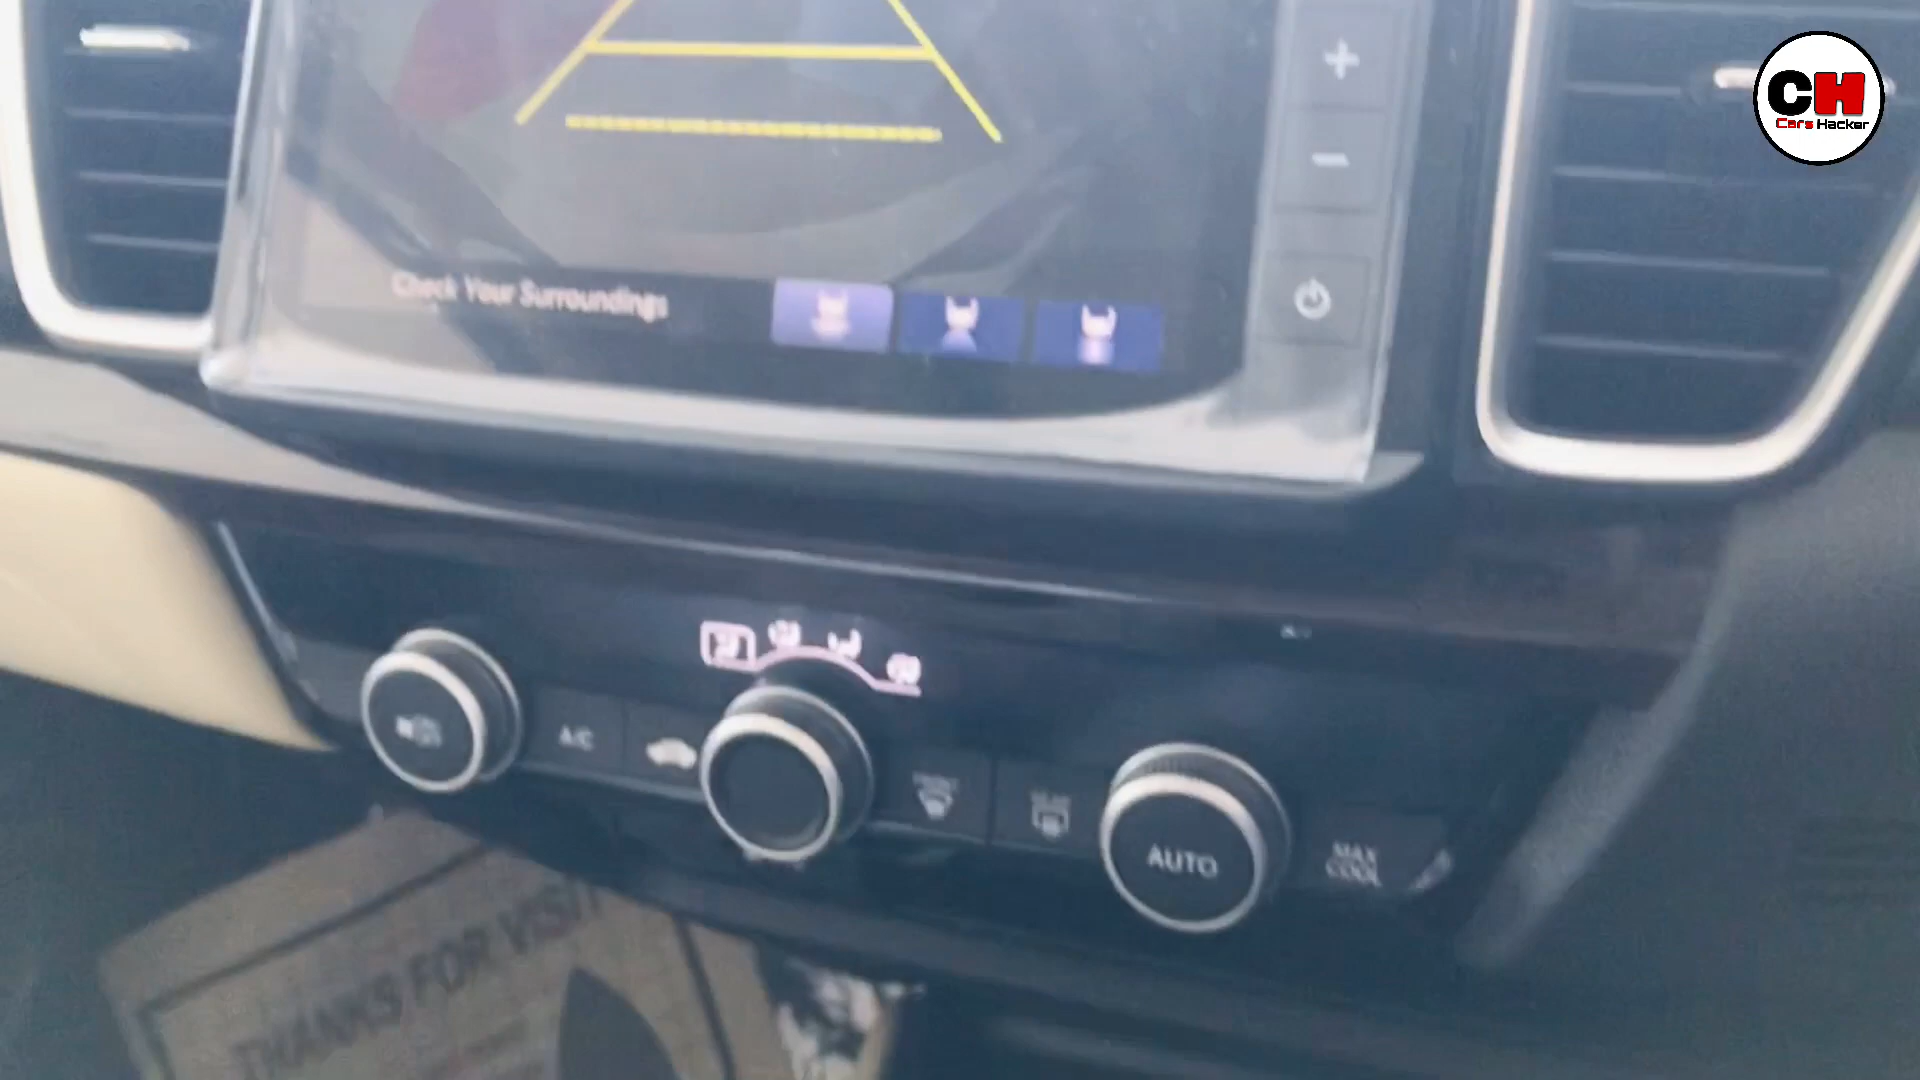 CH
Cars Hacker
Check Your Surroundings
A/C
AUTO
MAX
COOL
THANKS FOR VISIT